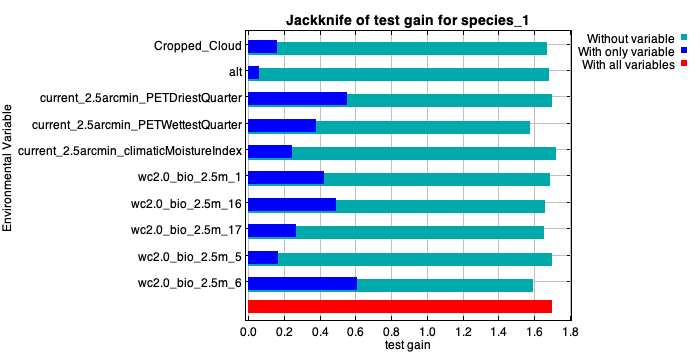 Jackknife of test gain for species_1
Without variable
With only variable
With all variables
Environmental Variable
Cropped_Cloud
alt
current_2.5arcmin_PETDriestQuarter
current_2.5arcmin_PETWettestQuarter
current_2.5arcmin_climaticMoistureIndex
wc2.0_bio_2.5m_1
wc2.0_bio_2.5m_16
wc2.0_bio_2.5m_17
wc2.0_bio_2.5m_5
wc2.0_bio_2.5m_6
0.0 0.2 0.4 0.6 0.8 1.0 1.2 1.4 1.6 1.8
test gain